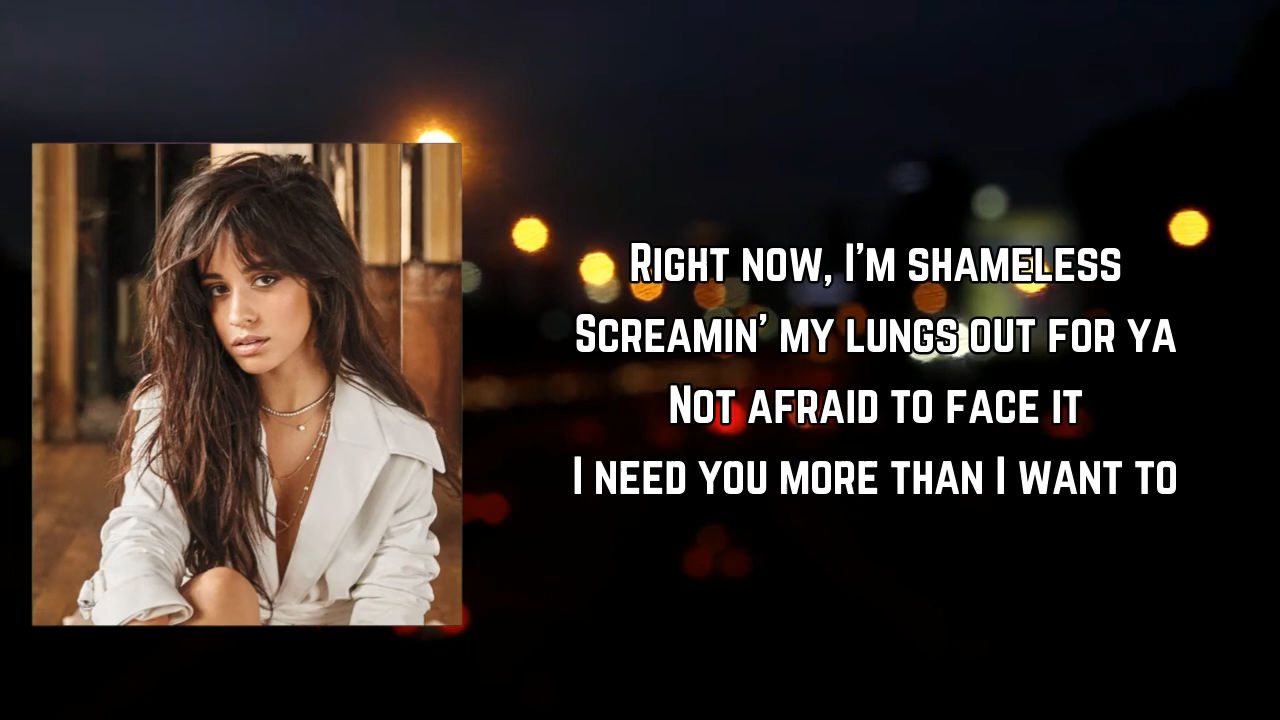 Right now, I'm shameless
Screamin' my lungs out for ya
Not afraid to face it
I need you more than I want to